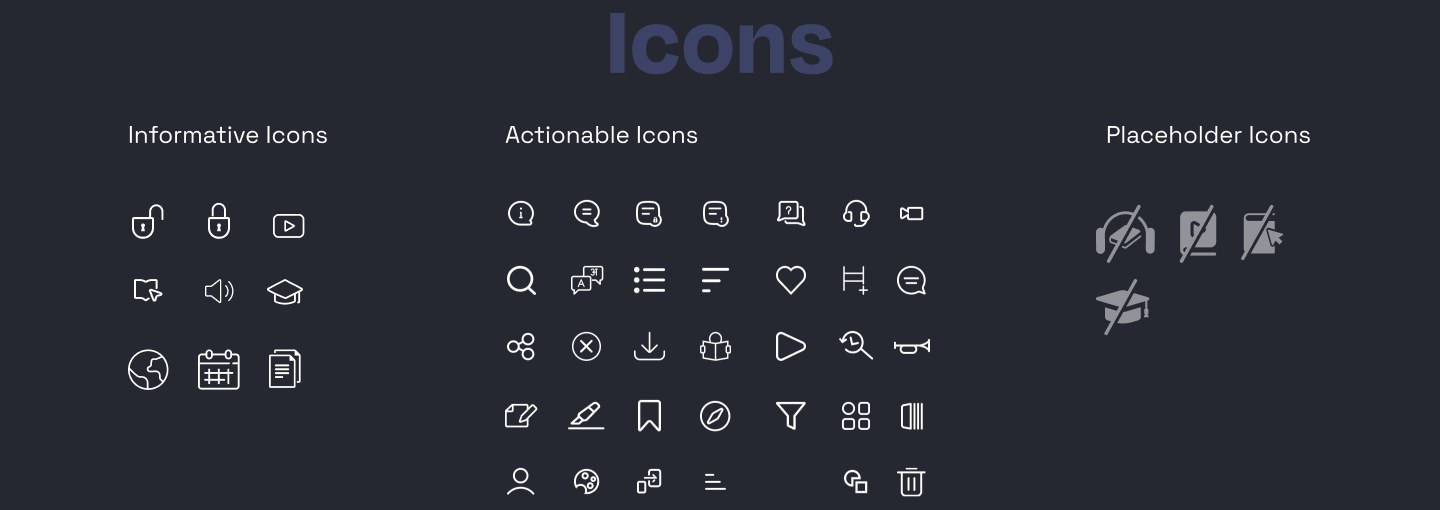 Icons
Informative Icons
Actionable Icons
Placeholder Icons
i
?
A
अ